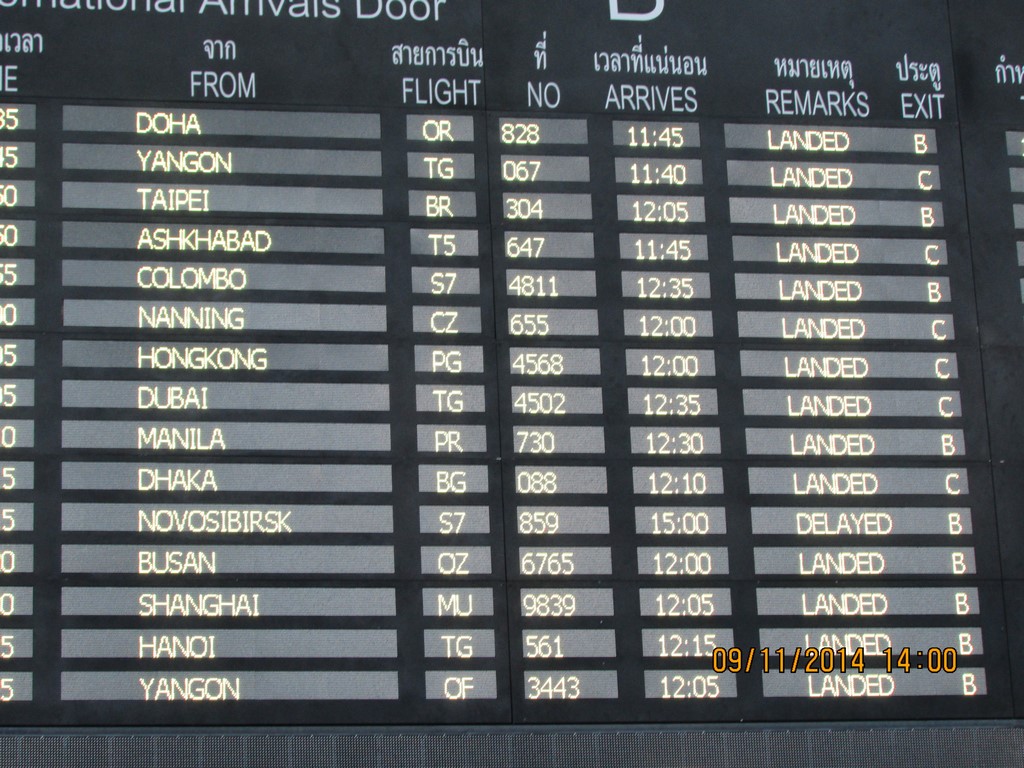 Arrivals Door B
จาก สายการบิน ที่ เวลาที่แน่นอน หมายเหตุ ประตู
FROM FLIGHT NO ARRIVES REMARKS EXIT
DOHA OR 828 11:45 LANDED B
YANGON TG 067 11:40 LANDED C
TAIPEI BR 304 12:05 LANDED B
ASHKHABAD T5 647 11:45 LANDED C
COLOMBO S7 4811 12:35 LANDED B
NANNING CZ 655 12:00 LANDED C
HONGKONG PG 4568 12:00 LANDED C
DUBAI TG 4502 12:35 LANDED C
MANILA PR 730 12:30 LANDED B
DHAKA BG 088 12:10 LANDED C
NOVOSIBIRSK S7 859 15:00 DELAYED B
BUSAN OZ 6765 12:00 LANDED B
SHANGHAI MU 9839 12:05 LANDED B
HANOI TG 561 12:15 LANDED B
YANGON OF 3443 12:05 LANDED B
09/11/2014 14:00